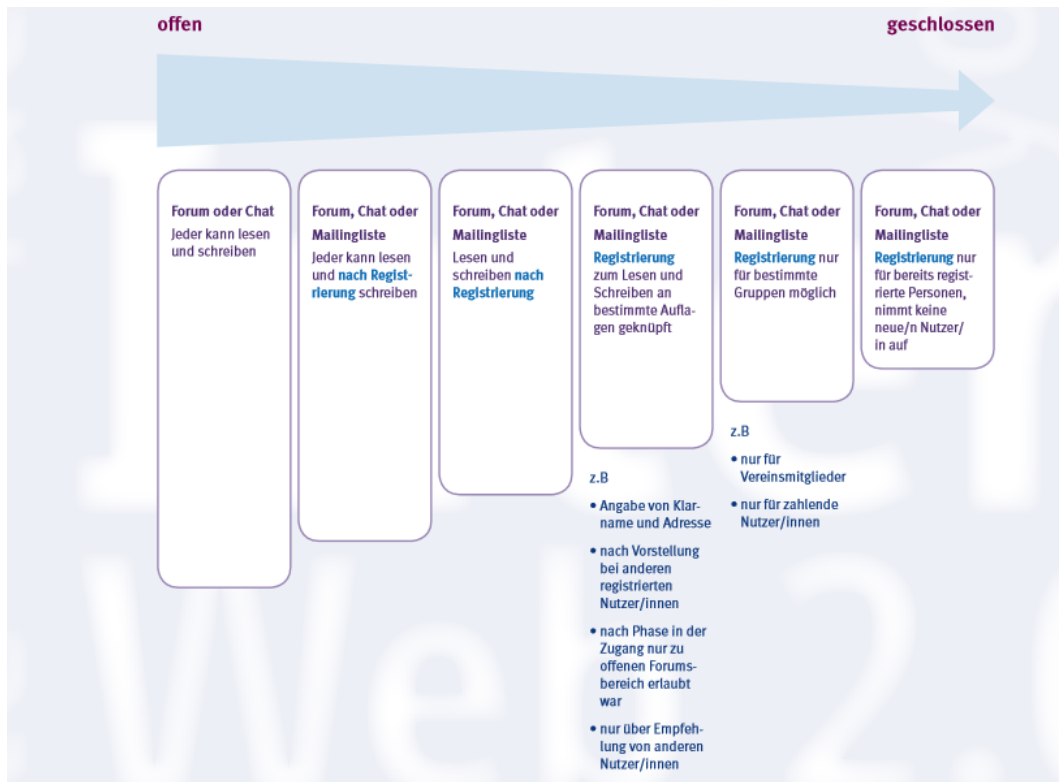 offen
geschlossen
Forum oder Chat
Jeder kann lesen
und schreiben
Forum, Chat oder
Mailingliste
Jeder kann lesen
und nach Regist-
rierung schreiben
Forum, Chat oder
Mailingliste
Lesen und
schreiben nach
Registrierung
Forum, Chat oder
Mailingliste
Registrierung
zum Lesen und
Schreiben an
bestimmte Aufla-
gen geknüpft
z.B
• Angabe von Klar-
name und Adresse
• nach Vorstellung
bei anderen
registrierten
Nutzer/innen
• nach Phase in der
Zugang nur zu
offenen Forums-
bereich erlaubt
war
• nur über Empfeh-
lung von anderen
Nutzer/innen
Forum, Chat oder
Mailingliste
Registrierung nur
für bestimmte
Gruppen möglich
z.B
• nur für
Vereinsmitglieder
• nur für zahlende
Nutzer/innen
Forum, Chat oder
Mailingliste
Registrierung nur
für bereits regist-
rierte Personen,
nimmt keine
neue/n Nutzer/
in auf
Web 2.